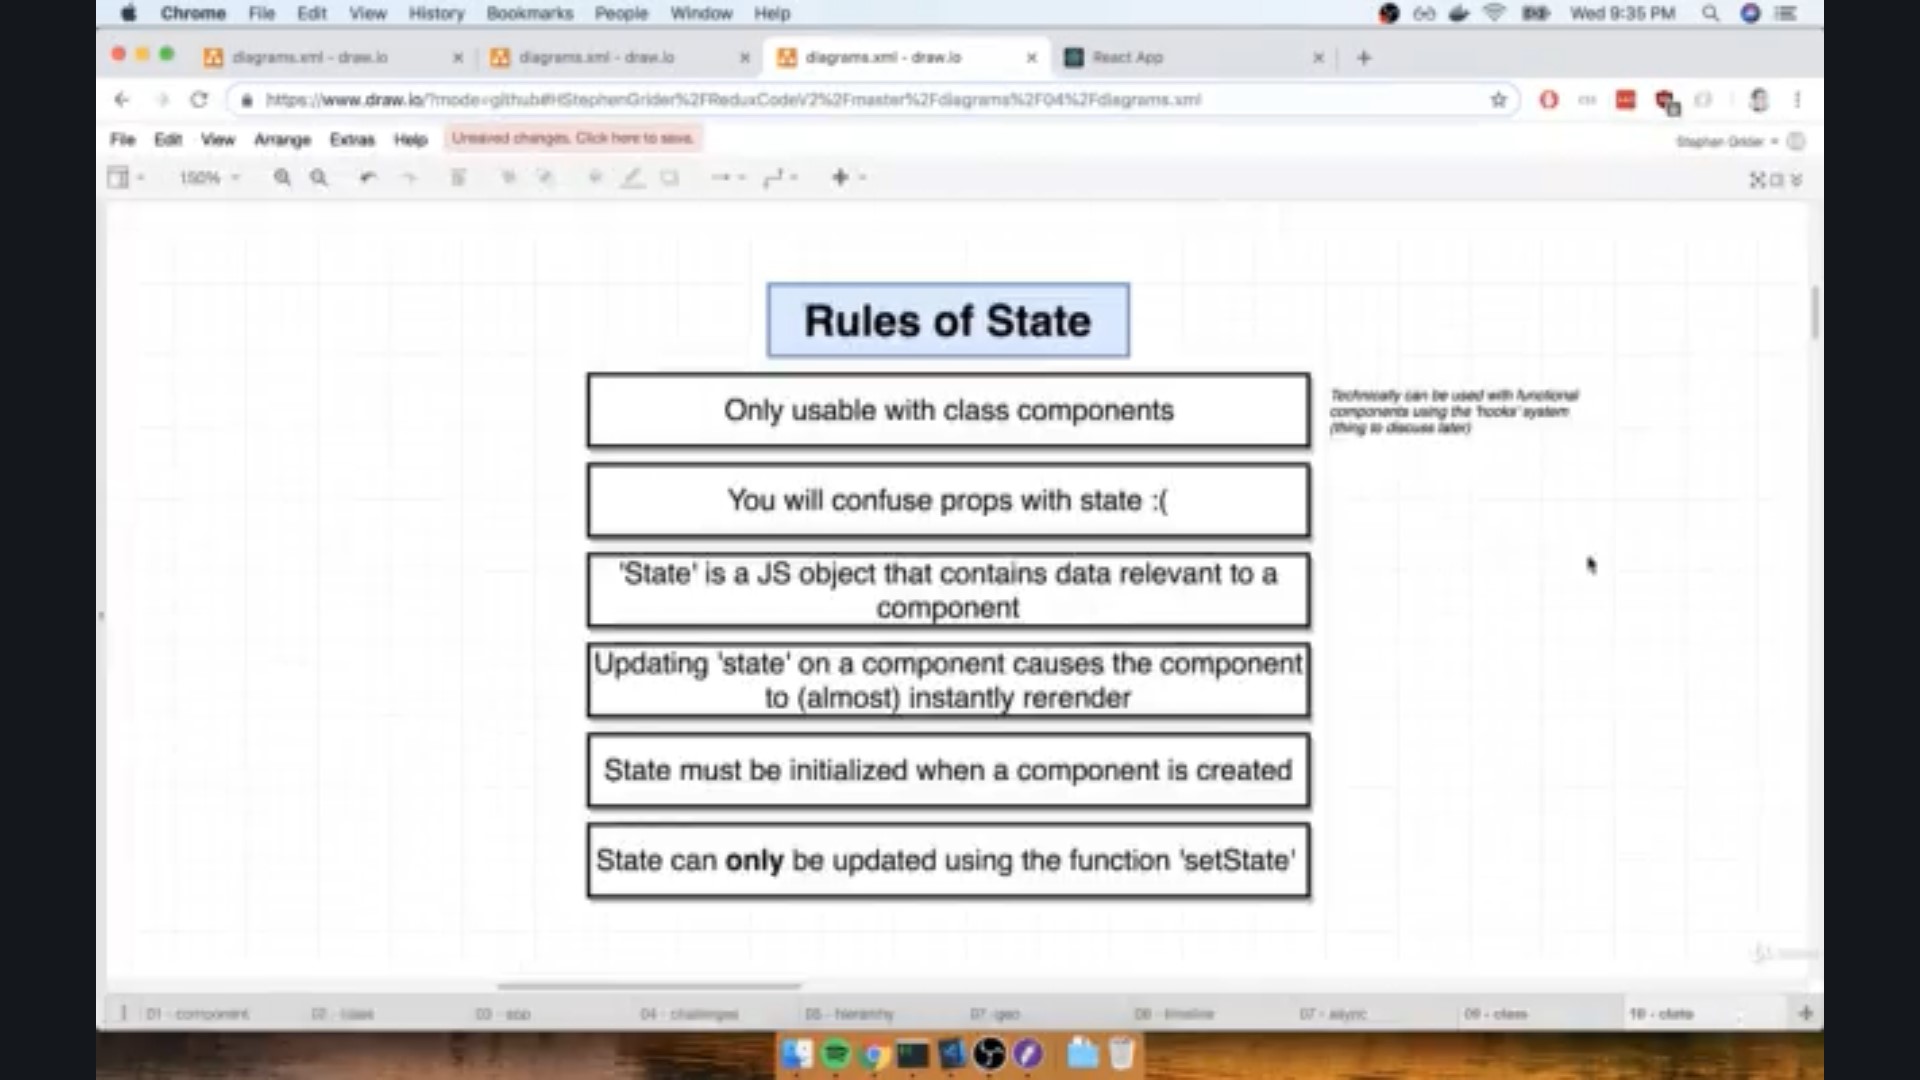 Chrome File Edit View History Bookmarks People Window Help Wed 9:35 PM
diagrams.xml - draw.io diagrams.xml - draw.io diagrams.xml - draw.io React App
https://www.draw.io/?mode=github#HStephenGrider%2FReduxCodeV2%2Fmaster%2Fdiagrams%2F04%2Fdiagrams.xml
File Edit View Arrange Extras Help Unsaved changes. Click here to save. Stephen Grider
150%
Rules of State
Only usable with class components
Technically can be used with functional
components using the 'hooks' system
(thing to discuss later)
You will confuse props with state :(
'State' is a JS object that contains data relevant to a
component
Updating 'state' on a component causes the component
to (almost) instantly rerender
State must be initialized when a component is created
State can only be updated using the function 'setState'
01 - component 03 - app 04 - challenges 05 - hierarchy 07 -geo 08 - timeline 07 - async 09 - class